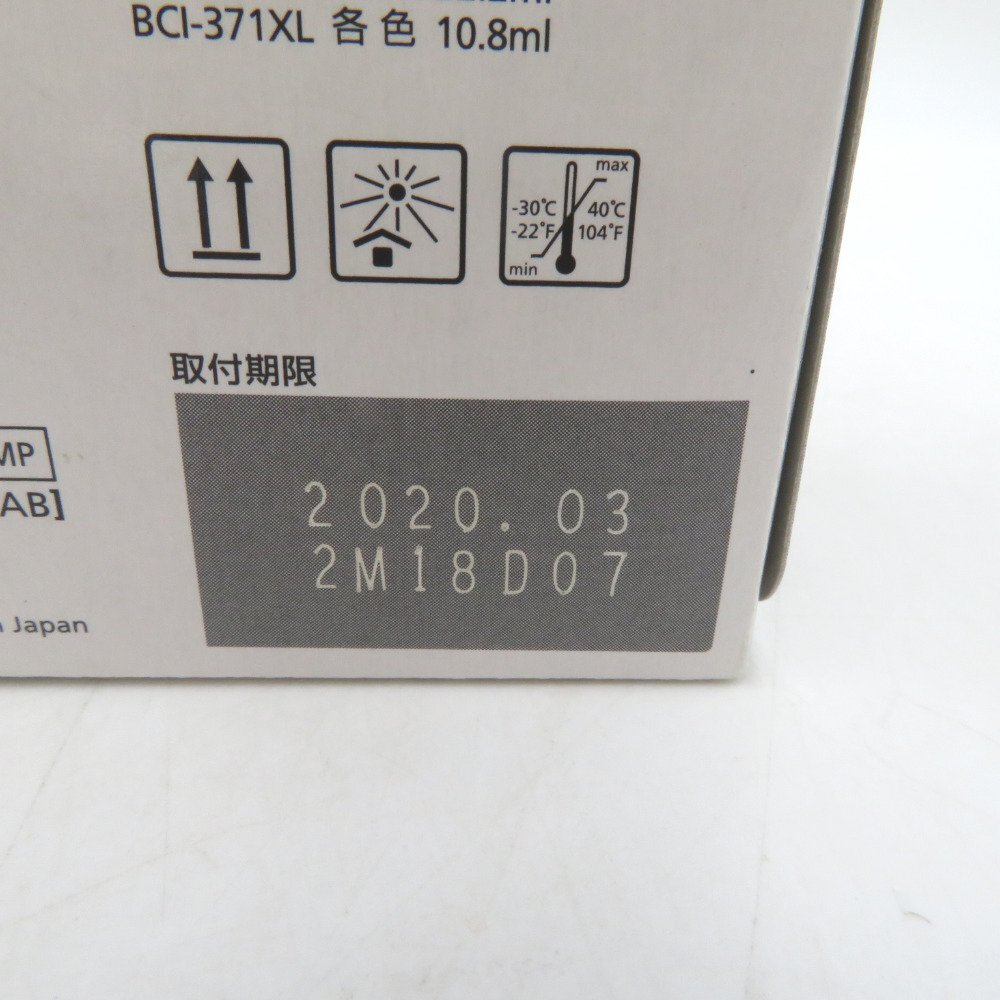 BCI-371XL 各色 10.8ml
max
-30℃ 40℃
-22°F 104°F
min
取付期限
MP
AB]
2020.03
2M18D07
Japan